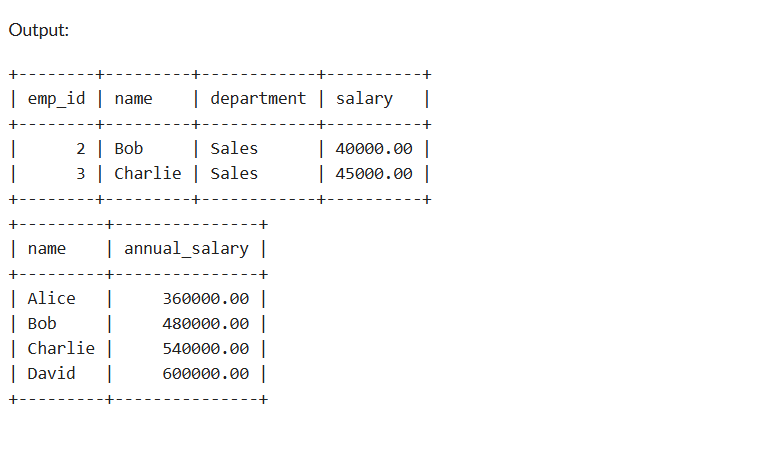 Output:
+--------+---------+------------+----------+
| emp_id | name    | department | salary   |
+--------+---------+------------+----------+
|      2 | Bob     | Sales      | 40000.00 |
|      3 | Charlie | Sales      | 45000.00 |
+--------+---------+------------+----------+
+---------+---------------+
| name    | annual_salary |
+---------+---------------+
| Alice   |     360000.00 |
| Bob     |     480000.00 |
| Charlie |     540000.00 |
| David   |     600000.00 |
+---------+---------------+